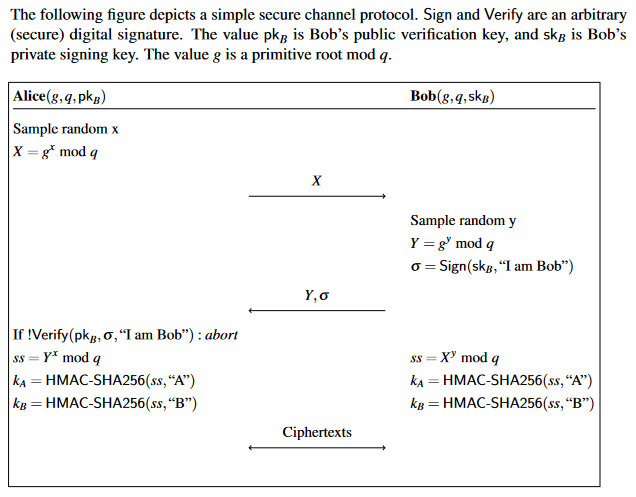 The following figure depicts a simple secure channel protocol. Sign and Verify are an arbitrary
(secure) digital signature. The value pk_B is Bob's public verification key, and sk_B is Bob's
private signing key. The value g is a primitive root mod q.
Alice(g,q,pk_B)
Bob(g,q,sk_B)
Sample random x
X = g^x mod q
X
Sample random y
Y = g^y mod q
σ = Sign(sk_B,“I am Bob”)
Y,σ
If !Verify(pk_B,σ,“I am Bob”) : abort
ss = Y^x mod q
ss = X^y mod q
k_A = HMAC-SHA256(ss,“A”)
k_A = HMAC-SHA256(ss,“A”)
k_B = HMAC-SHA256(ss,“B”)
k_B = HMAC-SHA256(ss,“B”)
Ciphertexts